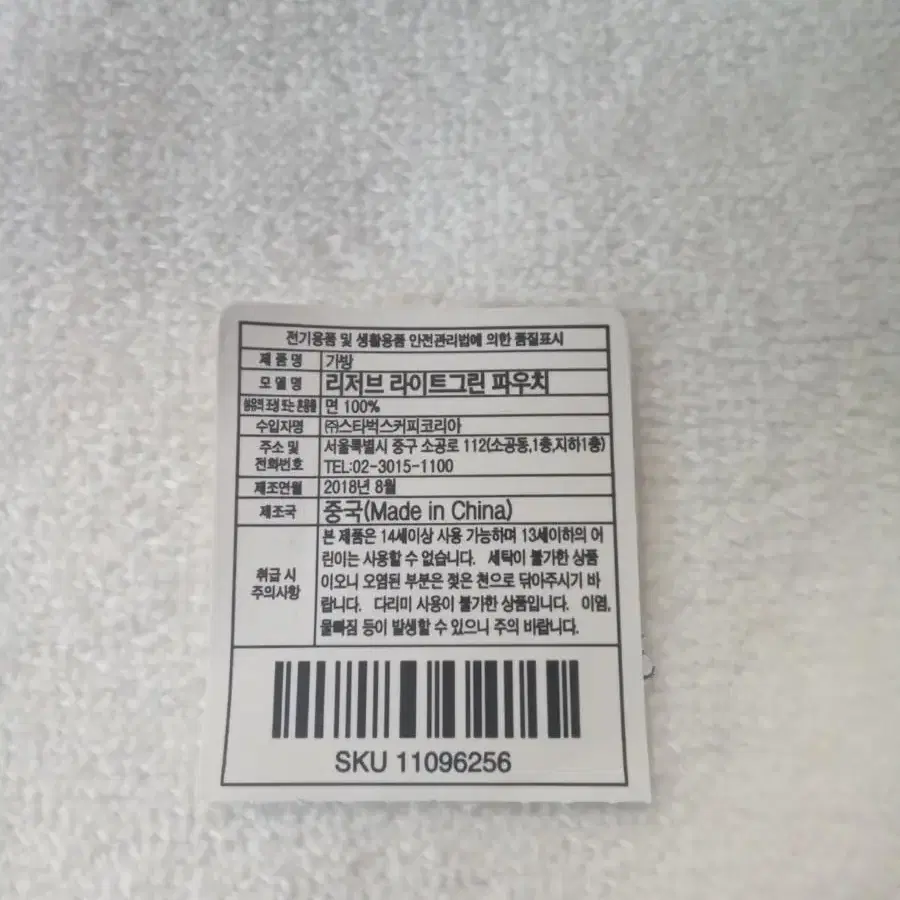 전기용품 및 생활용품 안전관리법에 의한 품질표시
제 품 명 가방
모 델 명 리저브 라이트그린 파우치
섬유의 조성 또는 혼용률 면 100%
수입자명 ㈜스타벅스커피코리아
주소 및 전화번호 서울특별시 중구 소공로 112(소공동,1층,지하1층)
TEL:02-3015-1100
제조연월 2018년 8월
제조국 중국(Made in China)
취급 시 주의사항
본 제품은 14세이상 사용 가능하며 13세이하의 어
린이는 사용할 수 없습니다. 세탁이 불가한 상품
이오니 오염된 부분은 젖은 천으로 닦아주시기 바
랍니다. 다리미 사용이 불가한 상품입니다. 이염,
물빠짐 등이 발생할 수 있으니 주의 바랍니다.
SKU 11096256